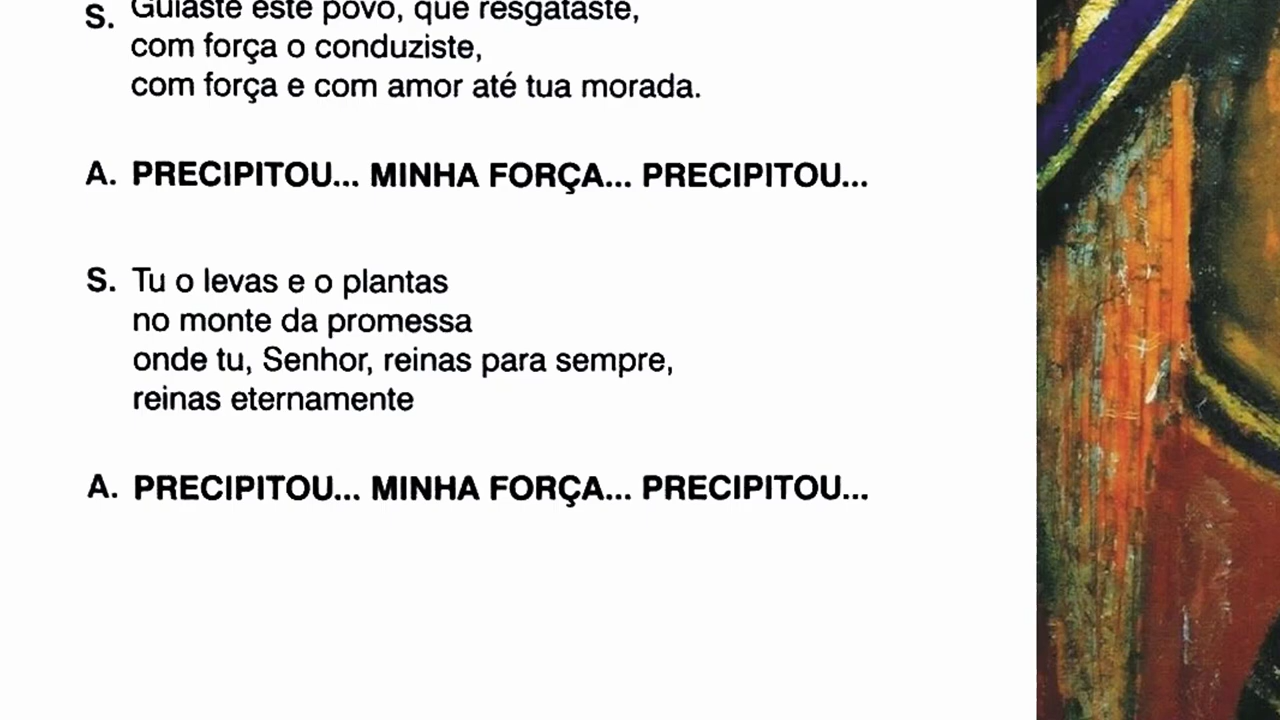 S. Guiaste este povo, que resgataste,
com força o conduziste,
com força e com amor até tua morada.
A. PRECIPITOU... MINHA FORÇA... PRECIPITOU...
S. Tu o levas e o plantas
no monte da promessa
onde tu, Senhor, reinas para sempre,
reinas eternamente
A. PRECIPITOU... MINHA FORÇA... PRECIPITOU...